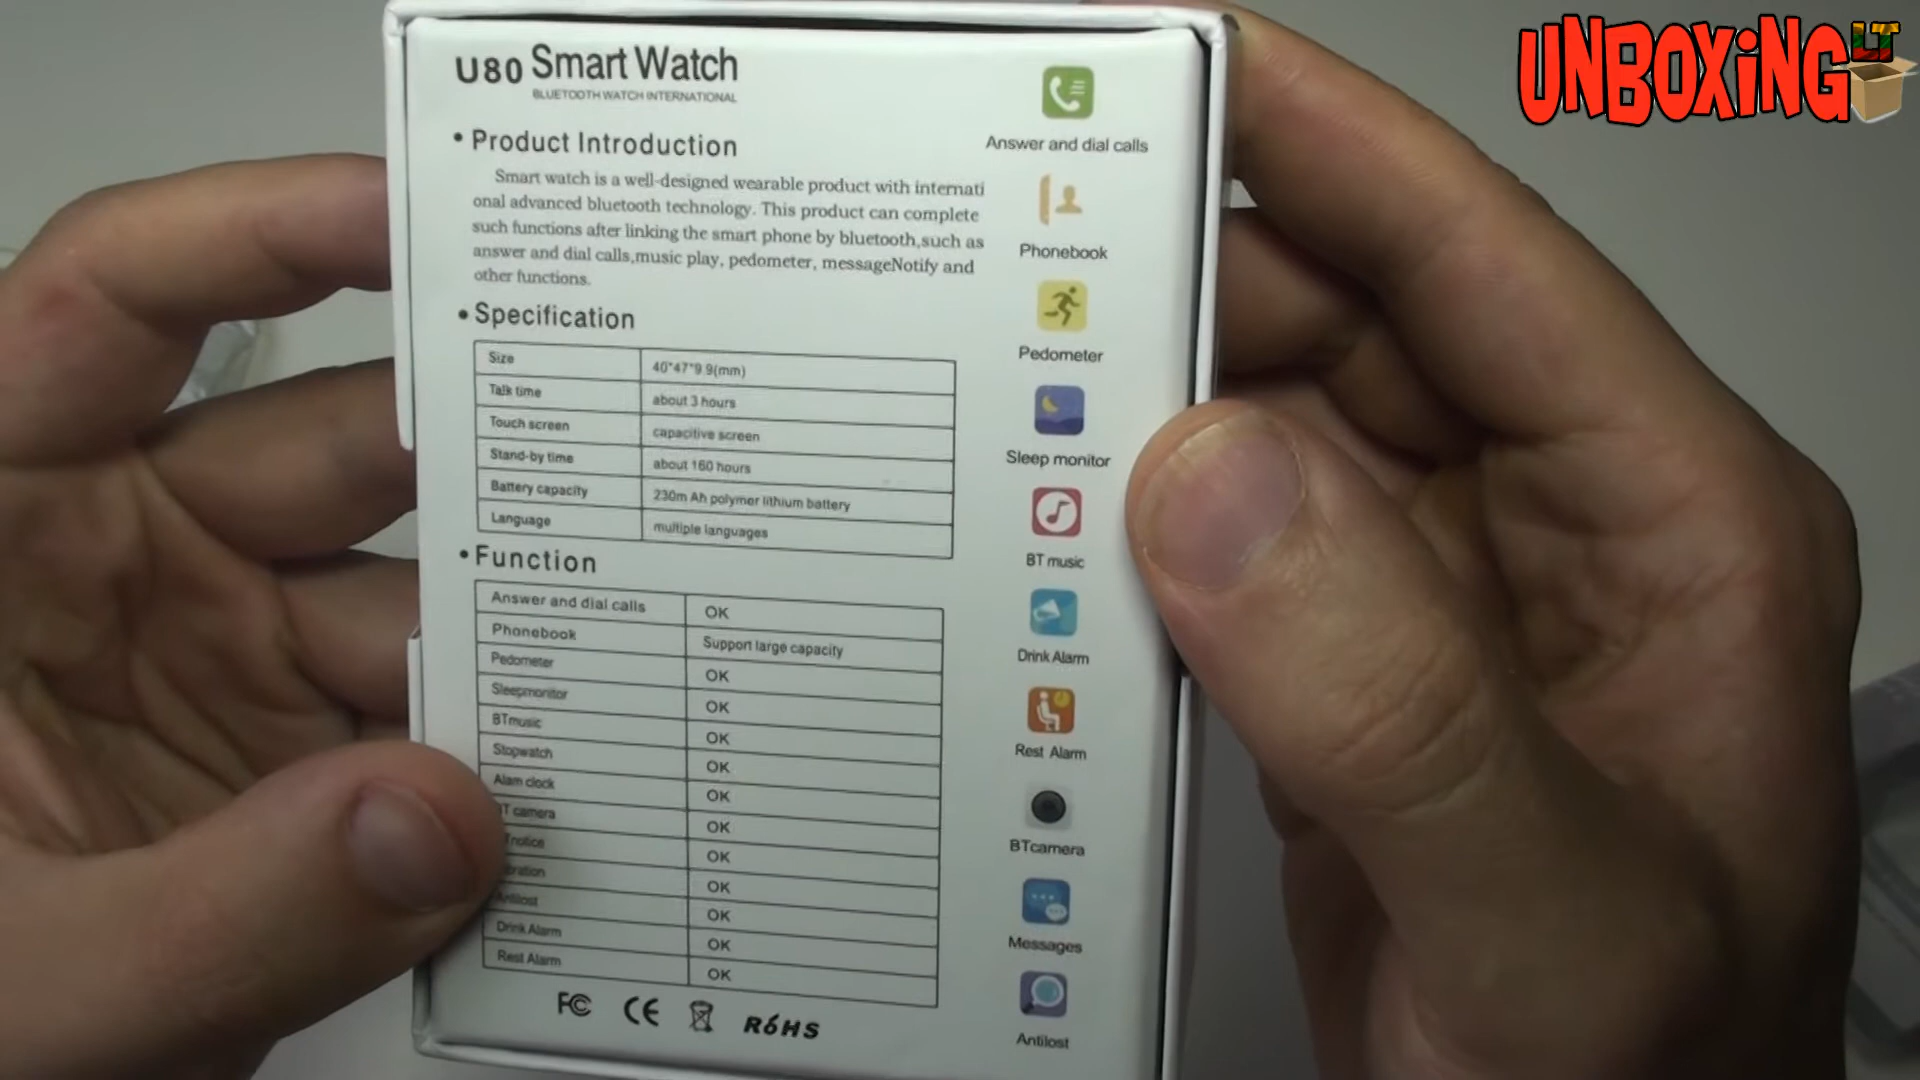 U80 Smart Watch
BLUETOOTH WATCH INTERNATIONAL
• Product Introduction
Smart watch is a well-designed wearable product with internati
onal advanced bluetooth technology. This product can complete
such functions after linking the smart phone by bluetooth,such as
answer and dial calls,music play, pedometer, messageNotify and
other functions.
• Specification
Size 40*47*9.9(mm)
Talk time about 3 hours
Touch screen capacitive screen
Stand-by time about 160 hours
Battery capacity 230m Ah polymer lithium battery
Language multiple languages
• Function
Answer and dial calls OK
Phonebook Support large capacity
Pedometer OK
Sleepmonitor OK
BTmusic OK
Stopwatch OK
Alam clock OK
T camera OK
Tnotice OK
bration OK
Antilost OK
Drink Alarm OK
Rest Alarm OK
FC CE RoHS
Answer and dial calls
Phonebook
Pedometer
Sleep monitor
BT music
Drink Alarm
Rest Alarm
BTcamera
Messages
Antilost
UNBOXiNG LT